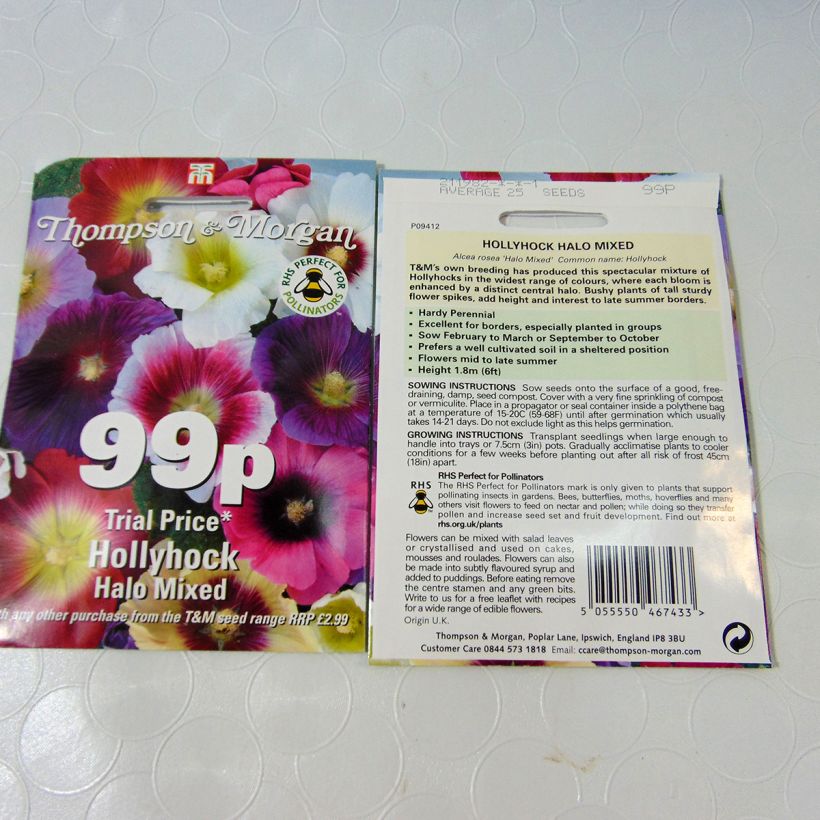 Thompson & Morgan
RHS PERFECT FOR POLLINATORS
99p
Trial Price*
Hollyhock
Halo Mixed
any other purchase from the T&M seed range RRP £2.99
211982-*-*-1
AVERAGE 25 SEEDS 99P
P09412
HOLLYHOCK HALO MIXED
Alcea rosea 'Halo Mixed' Common name: Hollyhock
T&M's own breeding has produced this spectacular mixture of
Hollyhocks in the widest range of colours, where each bloom is
enhanced by a distinct central halo. Bushy plants of tall sturdy
flower spikes, add height and interest to late summer borders.
▪ Hardy Perennial
▪ Excellent for borders, especially planted in groups
▪ Sow February to March or September to October
▪ Prefers a well cultivated soil in a sheltered position
▪ Flowers mid to late summer
▪ Height 1.8m (6ft)
SOWING INSTRUCTIONS Sow seeds onto the surface of a good, free-
draining, damp, seed compost. Cover with a very fine sprinkling of compost
or vermiculite. Place in a propagator or seal container inside a polythene bag
at a temperature of 15-20C (59-68F) until after germination which usually
takes 14-21 days. Do not exclude light as this helps germination.
GROWING INSTRUCTIONS Transplant seedlings when large enough to
handle into trays or 7.5cm (3in) pots. Gradually acclimatise plants to cooler
conditions for a few weeks before planting out after all risk of frost 45cm
(18in) apart.
RHS Perfect for Pollinators
RHS The RHS Perfect for Pollinators mark is only given to plants that support
pollinating insects in gardens. Bees, butterflies, moths, hoverflies and many
others visit flowers to feed on nectar and pollen; while doing so they transfer
pollen and increase seed set and fruit development. Find out more at
rhs.org.uk/plants
Flowers can be mixed with salad leaves
or crystallised and used on cakes,
mousses and roulades. Flowers can also
be made into subtly flavoured syrup and
added to puddings. Before eating remove
the centre stamen and any green bits.
Write to us for a free leaflet with recipes
for a wide range of edible flowers.
Origin U.K.
5 055550 467433 >
Thompson & Morgan, Poplar Lane, Ipswich, England IP8 3BU
Customer Care 0844 573 1818 Email: ccare@thompson-morgan.com